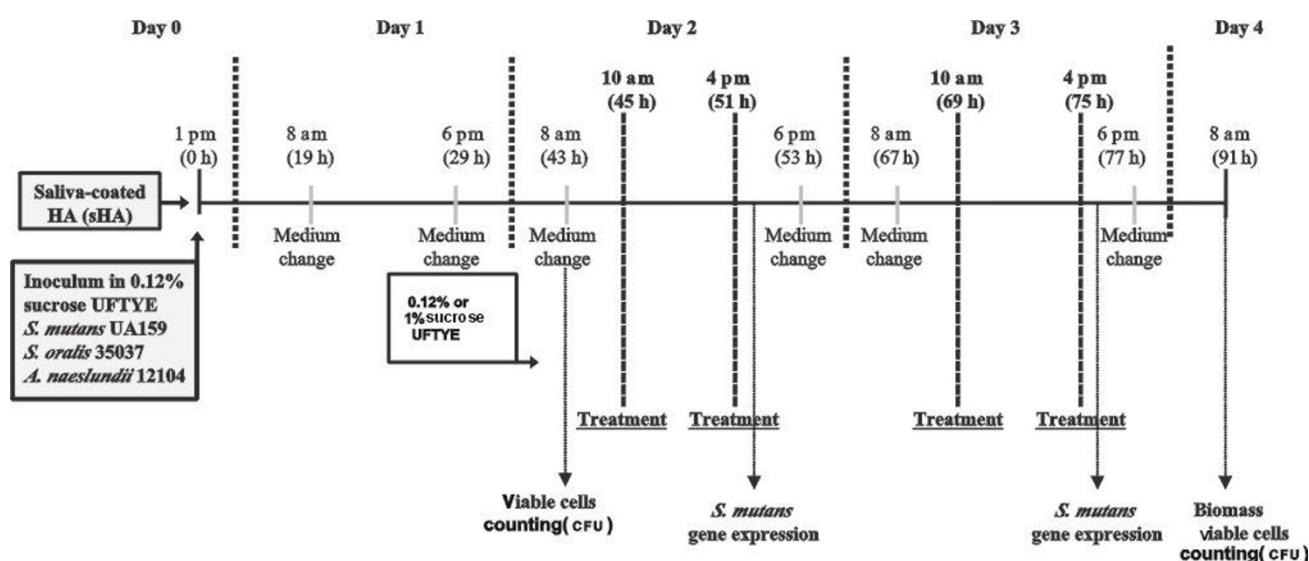 Day 0
Day 1
Day 2
Day 3
Day 4
10 am
(45 h)
4 pm
(51 h)
10 am
(69 h)
4 pm
(75 h)
1 pm
(0 h)
8 am
(19 h)
6 pm
(29 h)
8 am
(43 h)
6 pm
(53 h)
8 am
(67 h)
6 pm
(77 h)
8 am
(91 h)
Saliva-coated
HA (sHA)
Medium
change
Medium
change
Medium
change
Medium
change
Medium
change
Medium
change
Inoculum in 0.12%
sucrose UFTYE
S. mutans UA159
S. oralis 35037
A. naeslundii 12104
0.12% or
1% sucrose
UFTYE
Treatment
Treatment
Treatment
Treatment
Viable cells
counting( CFU )
S. mutans
gene expression
S. mutans
gene expression
Biomass
viable cells
counting( CFU )